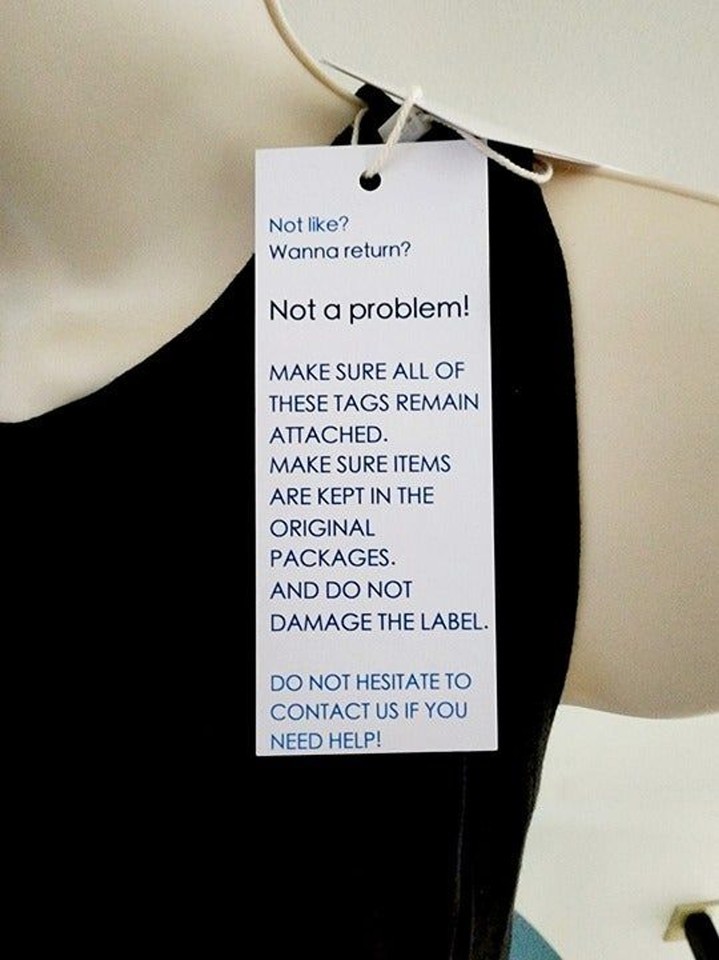 Not like?
Wanna return?
Not a problem!
MAKE SURE ALL OF
THESE TAGS REMAIN
ATTACHED.
MAKE SURE ITEMS
ARE KEPT IN THE
ORIGINAL
PACKAGES.
AND DO NOT
DAMAGE THE LABEL.
DO NOT HESITATE TO
CONTACT US IF YOU
NEED HELP!